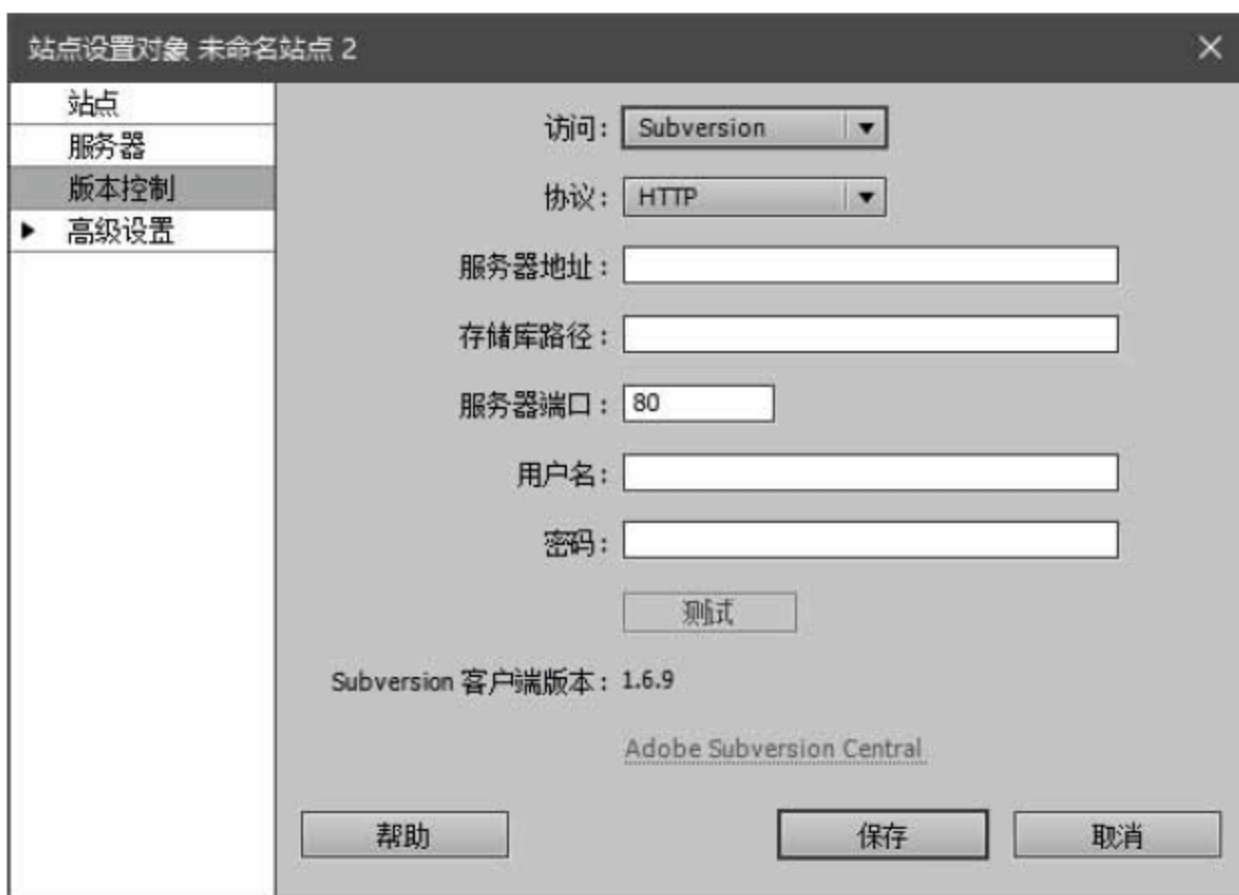 站点设置对象 未命名站点 2
站点
服务器
版本控制
高级设置
访问： Subversion
协议： HTTP
服务器地址：
存储库路径：
服务器端口： 80
用户名：
密码：
测试
Subversion 客户端版本： 1.6.9
Adobe Subversion Central
帮助 保存 取消